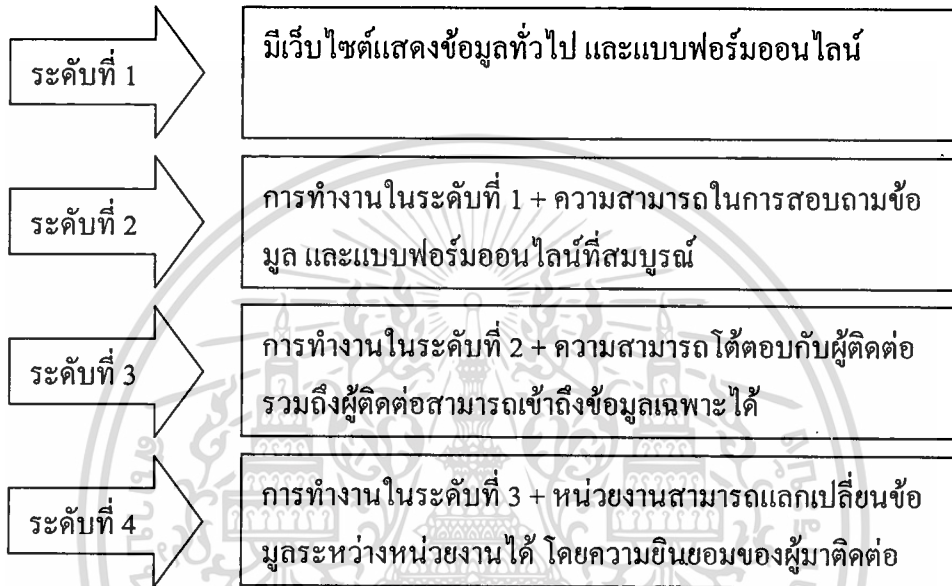 ระดับที่ 1
มีเว็บไซต์แสดงข้อมูลทั่วไป และแบบฟอร์มออนไลน์
ระดับที่ 2
การทำงานในระดับที่ 1 + ความสามารถในการสอบถามข้อ
มูล และแบบฟอร์มออนไลน์ที่สมบูรณ์
ระดับที่ 3
การทำงานในระดับที่ 2 + ความสามารถโต้ตอบกับผู้ติดต่อ
รวมถึงผู้ติดต่อสามารถเข้าถึงข้อมูลเฉพาะได้
ระดับที่ 4
การทำงานในระดับที่ 3 + หน่วยงานสามารถแลกเปลี่ยนข้อ
มูลระหว่างหน่วยงานได้ โดยความยินยอมของผู้มาติดต่อ